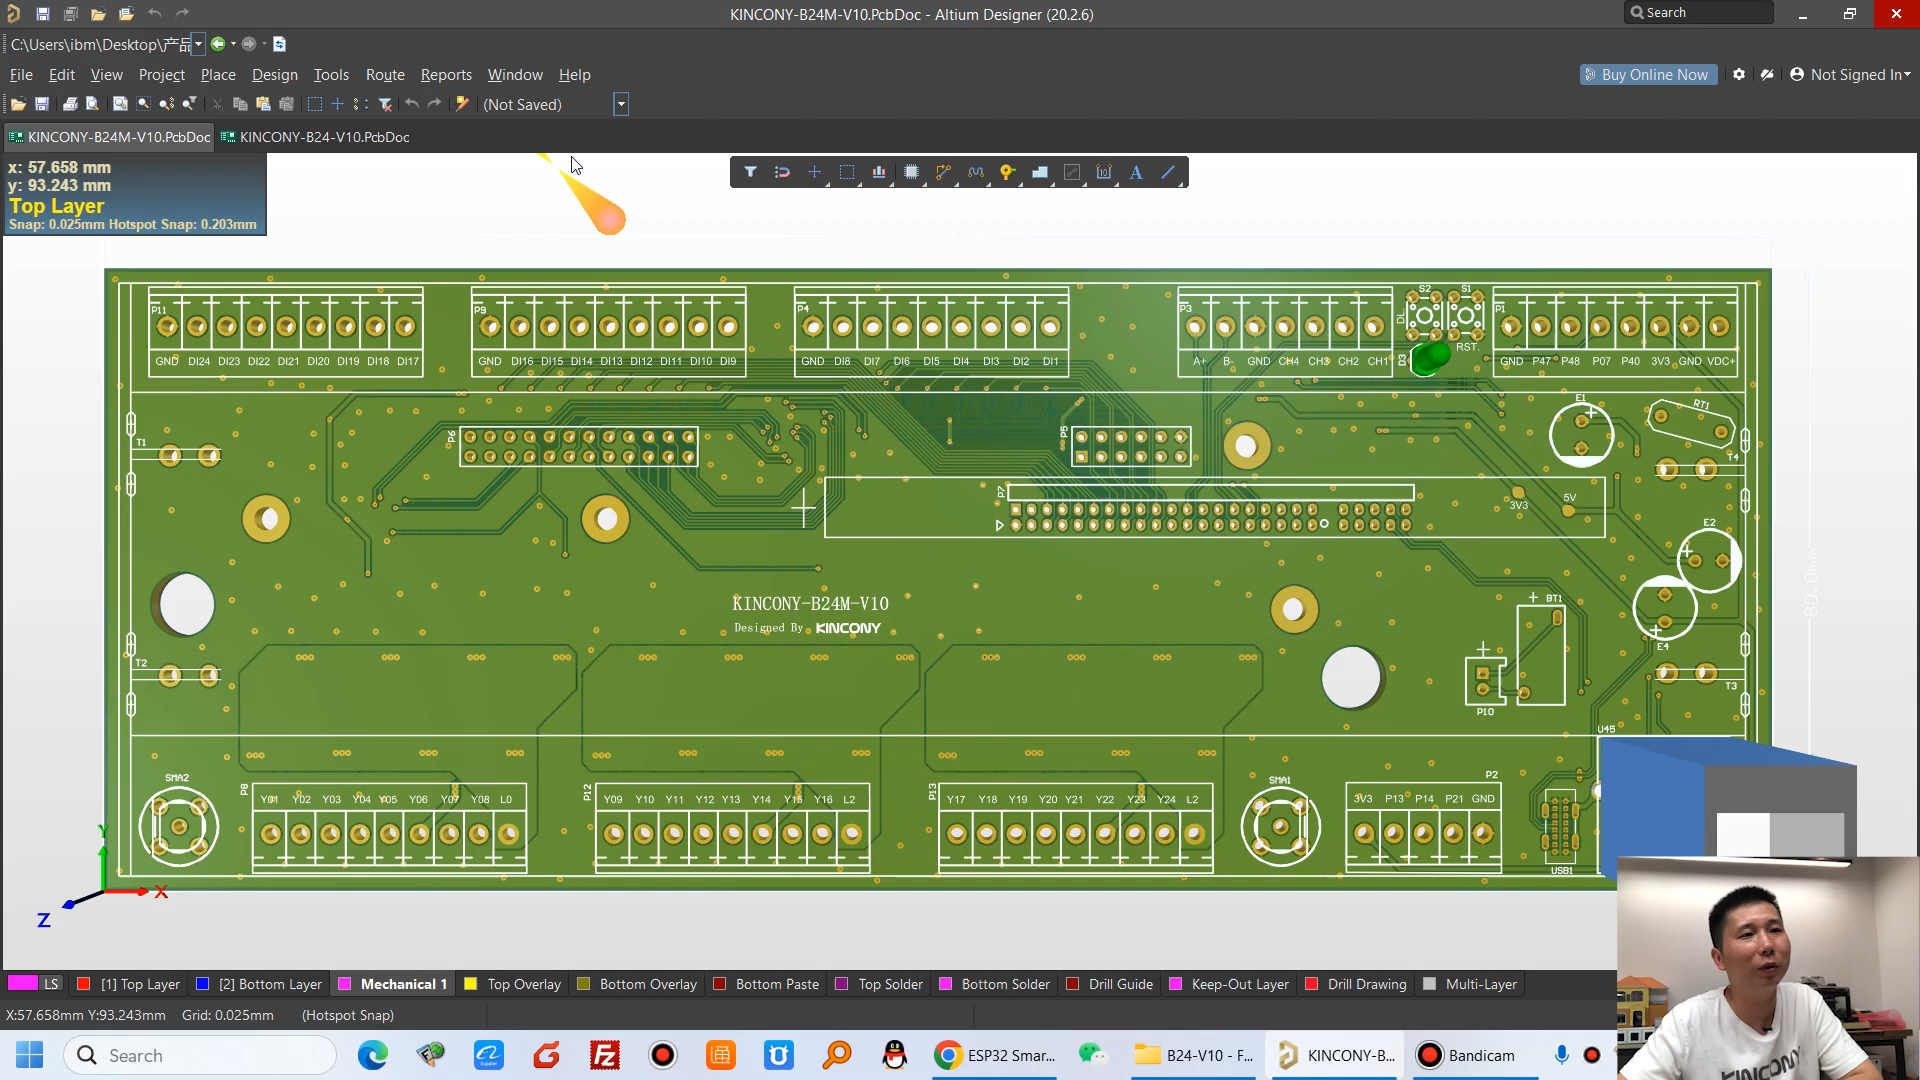 KINCONY-B24M-V10.PcbDoc - Altium Designer (20.2.6)
Search
C:\Users\ibm\Desktop\产品
File Edit View Project Place Design Tools Route Reports Window Help
Buy Online Now
Not Signed In
(Not Saved)
KINCONY-B24M-V10.PcbDoc
KINCONY-B24-V10.PcbDoc
x: 57.658 mm
y: 93.243 mm
Top Layer
Snap: 0.025mm Hotspot Snap: 0.203mm
P11
GND DI24 DI23 DI22 DI21 DI20 DI19 DI18 DI17
P9
GND DI16 DI15 DI14 DI13 DI12 DI11 DI10 DI9
P4
GND DI8 DI7 DI6 DI5 DI4 DI3 DI2 DI1
P3
A+ B- GND CH4 CH3 CH2 CH1
S2 S1
DL
RST
D3
P1
GND P47 P48 P07 P40 3V3 GND VDC+
E1
RT1
T1
P6
P5
T4
P7
3V3
5V
E2
80.0mm
KINCONY-B24M-V10
Designed By KINCONY
BT1
E4
T2
P10
T3
U45
SMA2
P8
Y01 Y02 Y03 Y04 Y05 Y06 Y07 Y08 L0
P12
Y09 Y10 Y11 Y12 Y13 Y14 Y15 Y16 L2
P13
Y17 Y18 Y19 Y20 Y21 Y22 Y23 Y24 L2
SMA1
P2
3V3 P13 P14 P21 GND
USB1
Y
X
Z
LS [1] Top Layer [2] Bottom Layer Mechanical 1 Top Overlay Bottom Overlay Bottom Paste Top Solder Bottom Solder Drill Guide Keep-Out Layer Drill Drawing Multi-Layer
X:57.658mm Y:93.243mm Grid: 0.025mm (Hotspot Snap)
Search
ESP32 Smar...
B24-V10 - F...
KINCONY-B...
Bandicam
KINCONY